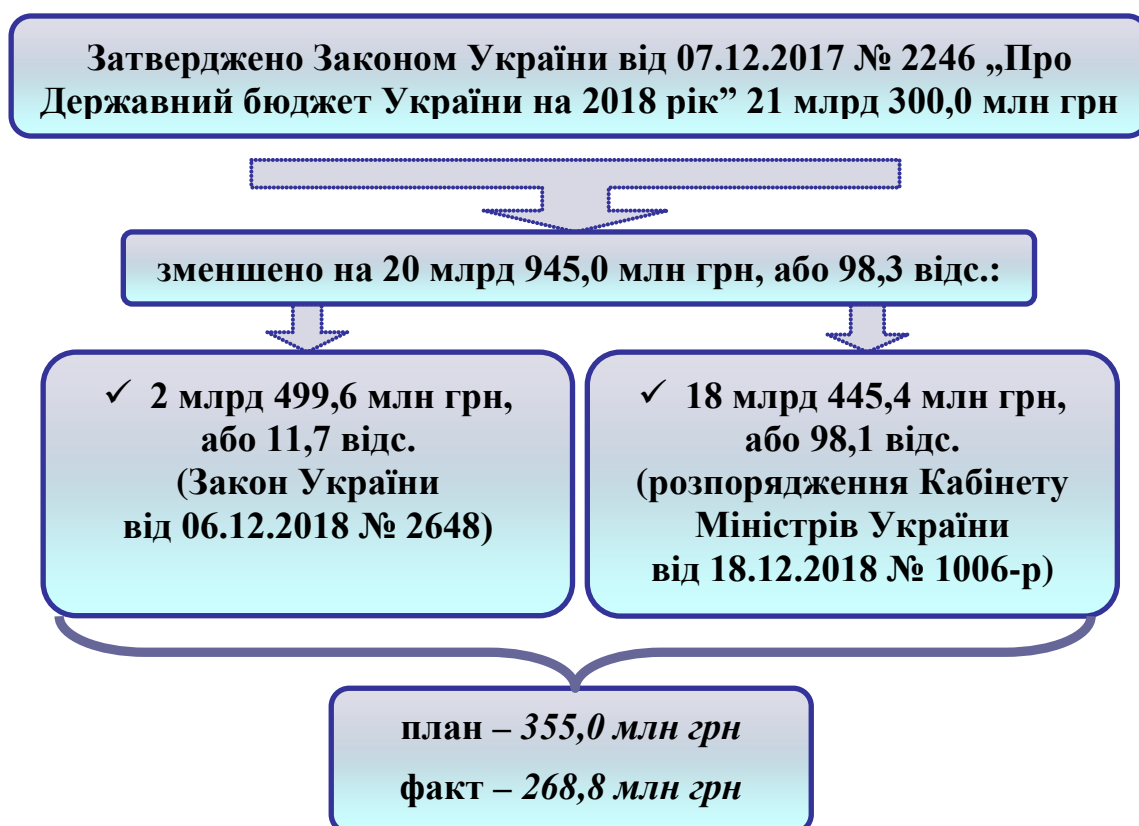 Затверджено Законом України від 07.12.2017 № 2246 „Про
Державний бюджет України на 2018 рік” 21 млрд 300,0 млн грн
зменшено на 20 млрд 945,0 млн грн, або 98,3 відс.:
✓ 2 млрд 499,6 млн грн,
або 11,7 відс.
(Закон України
від 06.12.2018 № 2648)
✓ 18 млрд 445,4 млн грн,
або 98,1 відс.
(розпорядження Кабінету
Міністрів України
від 18.12.2018 № 1006-р)
план – 355,0 млн грн
факт – 268,8 млн грн